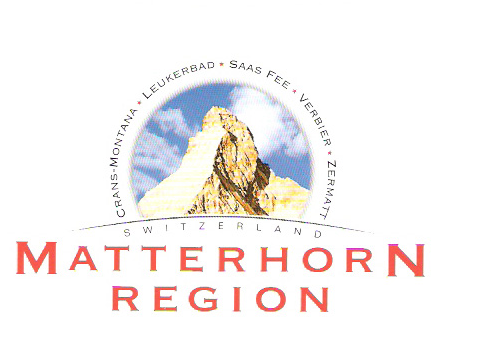 Crans-Montana * Leukerbad * Saas Fee * Verbier * Zermatt
SWITZERLAND
MATTERHORN
REGION